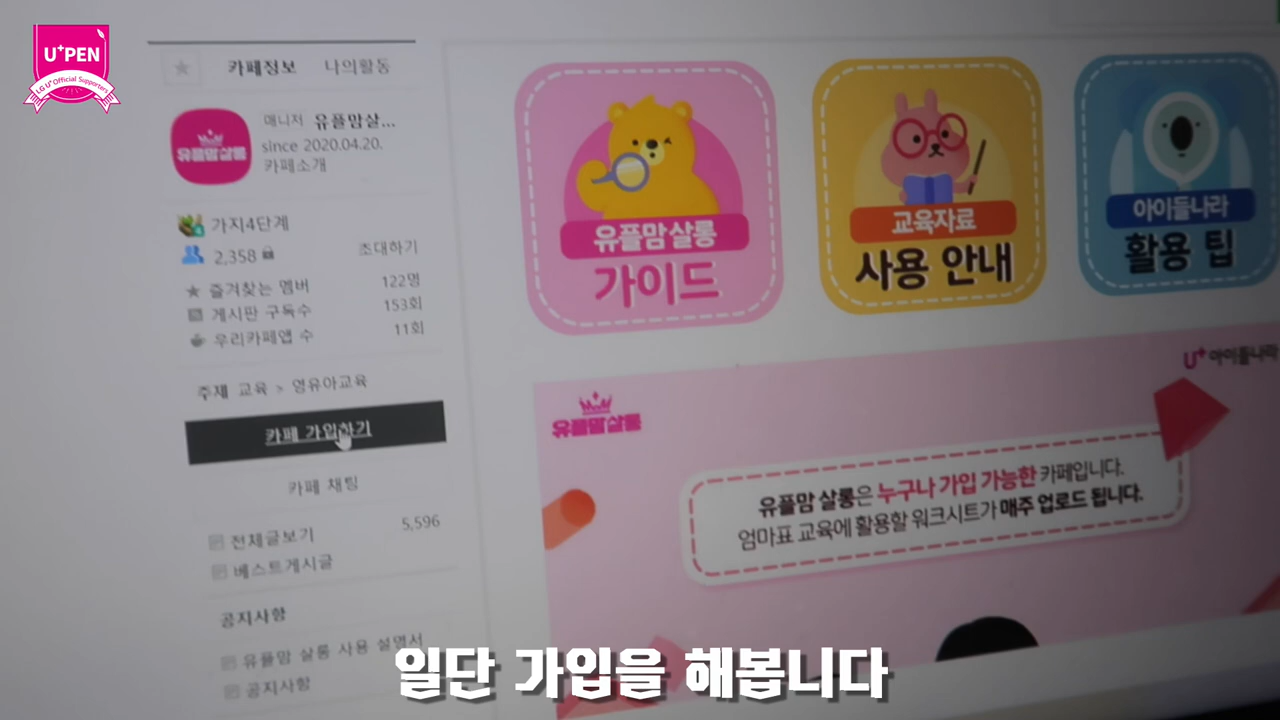 U+PEN
LG U+ Official Supporters
카페정보 나의활동
유플맘살롱
매니저 유플맘살...
since 2020.04.20.
카페소개
가지4단계
2,358 초대하기
즐겨찾는 멤버 122명
게시판 구독수 153회
우리카페앱 수 11회
주제 교육 > 영유아교육
카페 가입하기
카페 채팅
전체글보기 5,596
베스트게시글
공지사항
유플맘 살롱 사용 설명서
공지사항
유플맘살롱
가이드
교육자료
사용 안내
아이들나라
활용 팁
U+아이들나라
유플맘살롱
유플맘 살롱은 누구나 가입 가능한 카페입니다.
엄마표 교육에 활용할 워크시트가 매주 업로드 됩니다.
일단 가입을 해봅니다